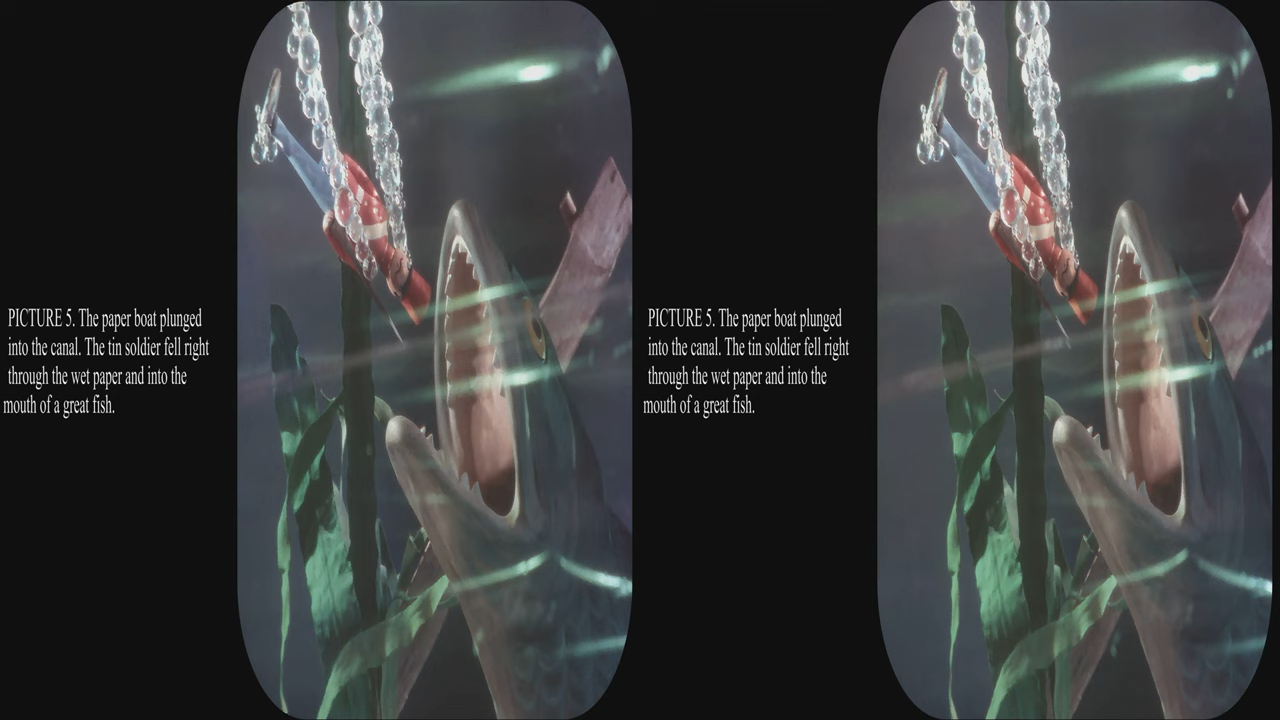 PICTURE 5. The paper boat plunged
into the canal. The tin soldier fell right
through the wet paper and into the
mouth of a great fish.
PICTURE 5. The paper boat plunged
into the canal. The tin soldier fell right
through the wet paper and into the
mouth of a great fish.